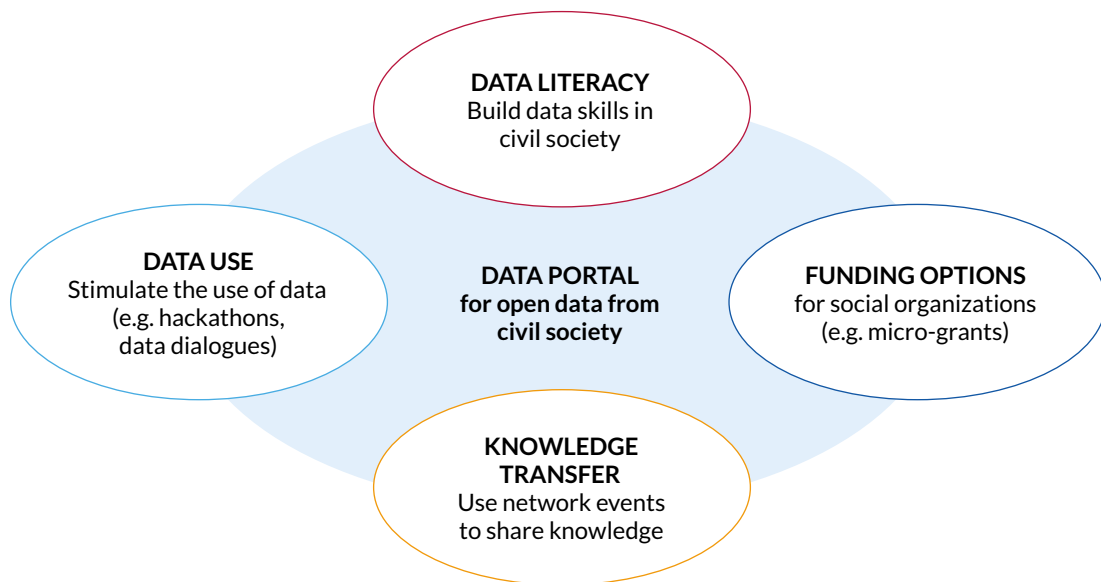 DATA LITERACY
Build data skills in
civil society
DATA USE
Stimulate the use of data
(e.g. hackathons,
data dialogues)
DATA PORTAL
for open data from
civil society
FUNDING OPTIONS
for social organizations
(e.g. micro-grants)
KNOWLEDGE
TRANSFER
Use network events
to share knowledge